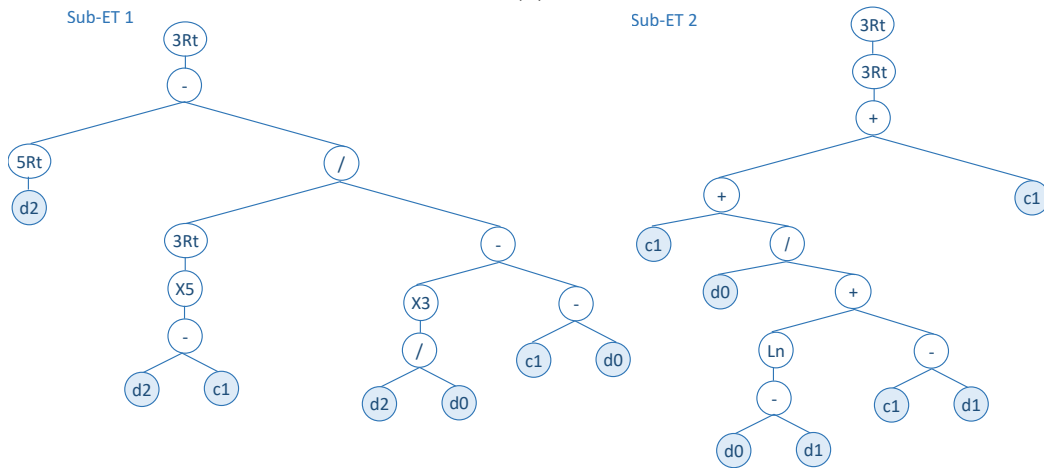 Sub-ET 1 Sub-ET 2
3Rt 3Rt
3Rt
-
+
5Rt /
d2 + c1
3Rt - c1 /
X5 X3 - d0 +
- / c1 d0 Ln -
d2 c1 d2 d0 - c1 d1
d0 d1